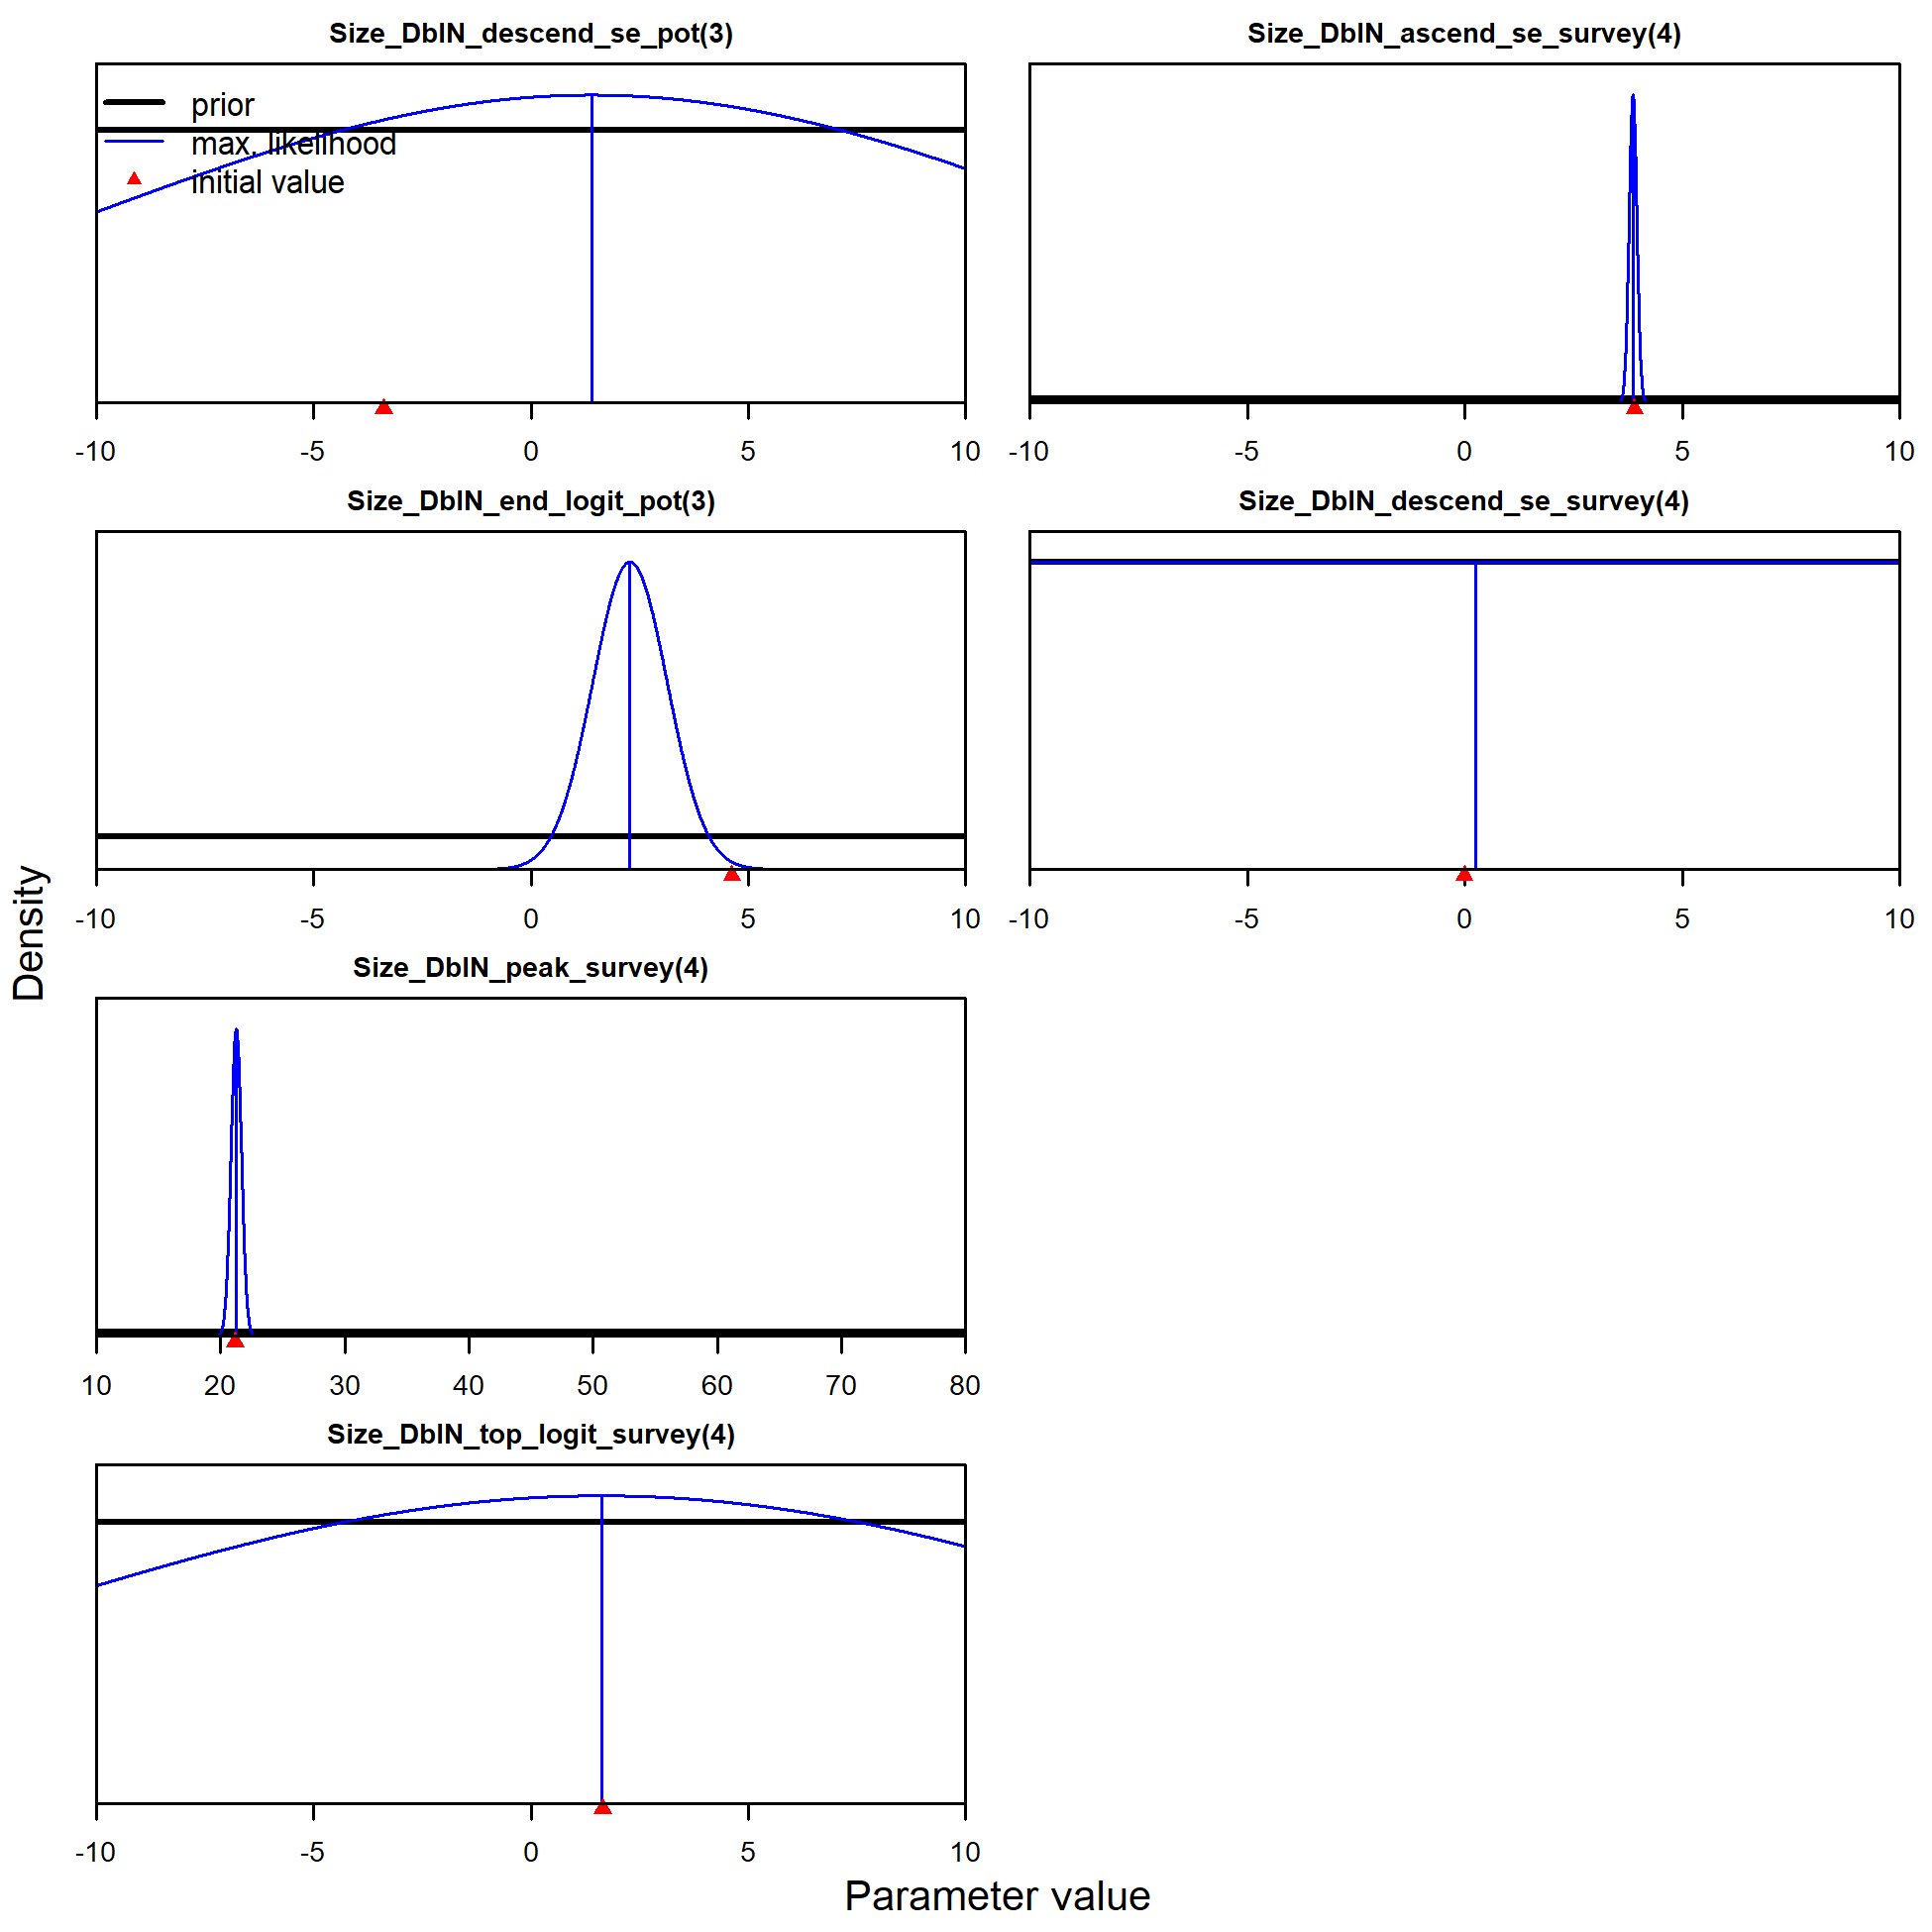 Size_DblN_descend_se_pot(3)
prior
max. likelihood
initial value
-10 -5 0 5 10
Size_DblN_end_logit_pot(3)
-10 -5 0 5 10
Size_DblN_peak_survey(4)
10 20 30 40 50 60 70 80
Size_DblN_top_logit_survey(4)
-10 -5 0 5 10
Size_DblN_ascend_se_survey(4)
-10 -5 0 5 10
Size_DblN_descend_se_survey(4)
-10 -5 0 5 10
Density
Parameter value